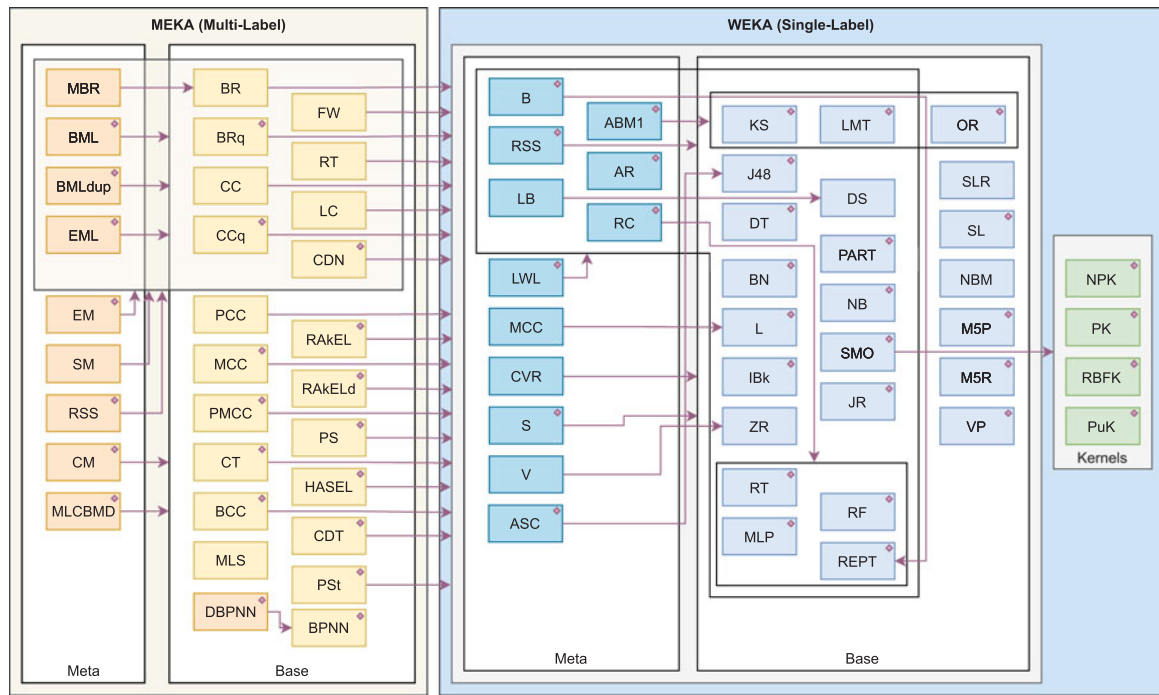 MEKA (Multi-Label)
MBR
BML
BMLdup
EML
EM
SM
RSS
CM
MLCBMD
Meta
BR
FW
BRq
RT
CC
LC
CCq
CDN
PCC
RAkEL
MCC
RAkELd
PMCC
PS
CT
HASEL
BCC
CDT
MLS
PSt
DBPNN
BPNN
Base
WEKA (Single-Label)
B
ABM1
RSS
AR
LB
RC
LWL
MCC
CVR
S
V
ASC
Meta
KS
LMT
OR
J48
SLR
DS
DT
SL
PART
BN
NBM
NB
L
M5P
SMO
IBk
M5R
JR
ZR
VP
RT
RF
MLP
REPT
Base
NPK
PK
RBFK
PuK
Kernels